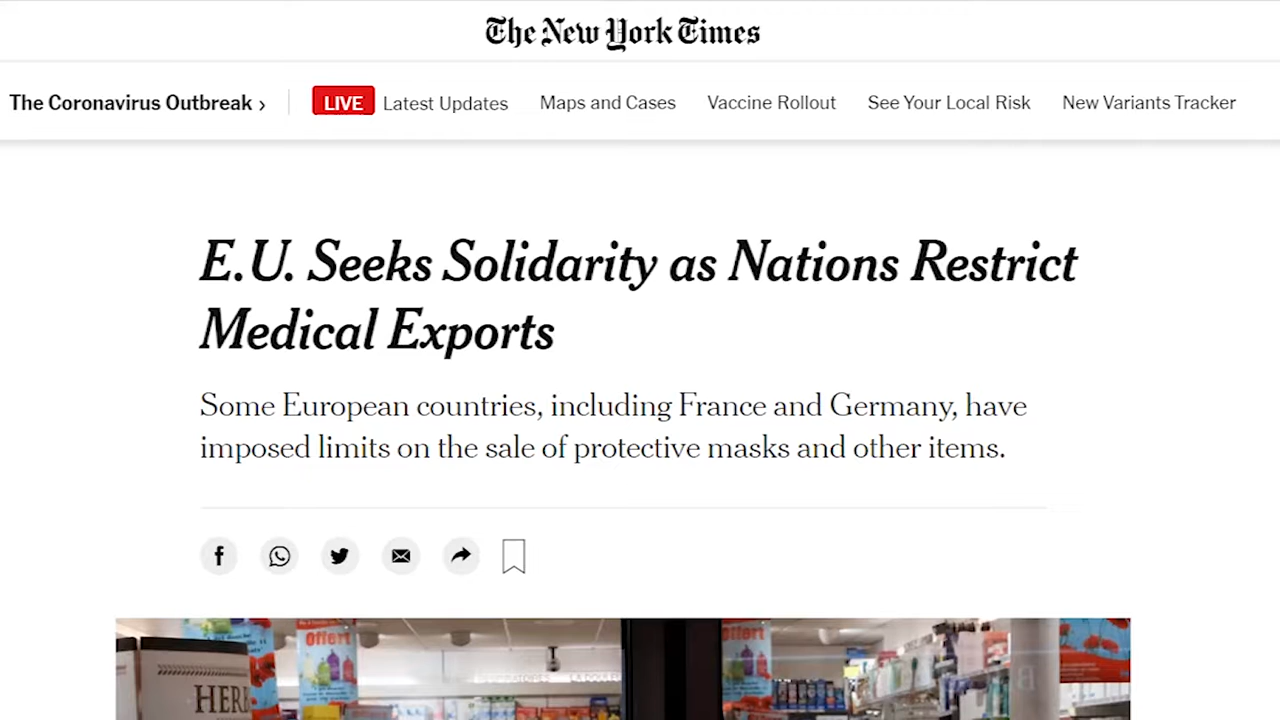 The New York Times
The Coronavirus Outbreak › LIVE Latest Updates Maps and Cases Vaccine Rollout See Your Local Risk New Variants Tracker
E.U. Seeks Solidarity as Nations Restrict
Medical Exports
Some European countries, including France and Germany, have
imposed limits on the sale of protective masks and other items.
Offert
Offert
HERB